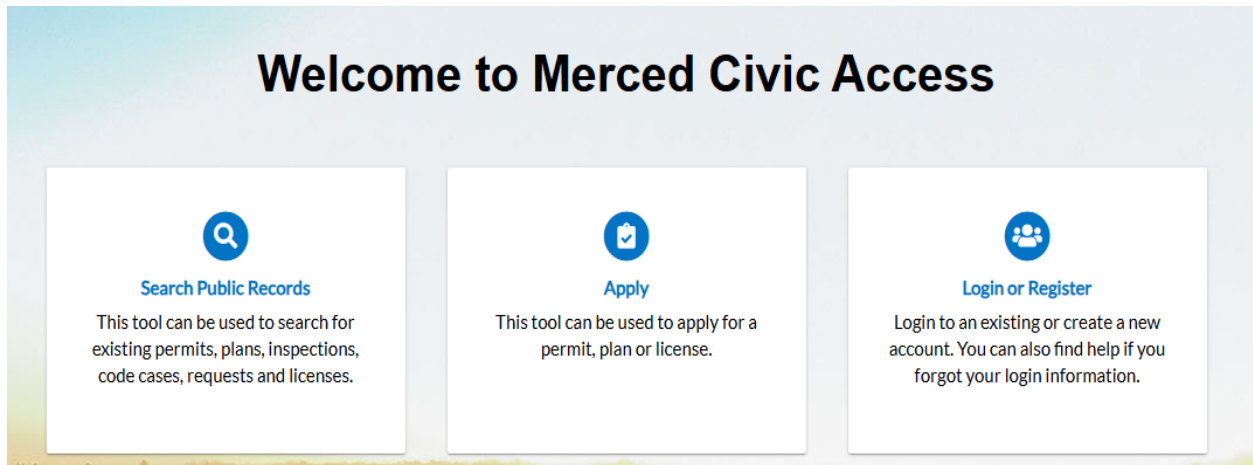 Welcome to Merced Civic Access
Search Public Records
This tool can be used to search for
existing permits, plans, inspections,
code cases, requests and licenses.
Apply
This tool can be used to apply for a
permit, plan or license.
Login or Register
Login to an existing or create a new
account. You can also find help if you
forgot your login information.